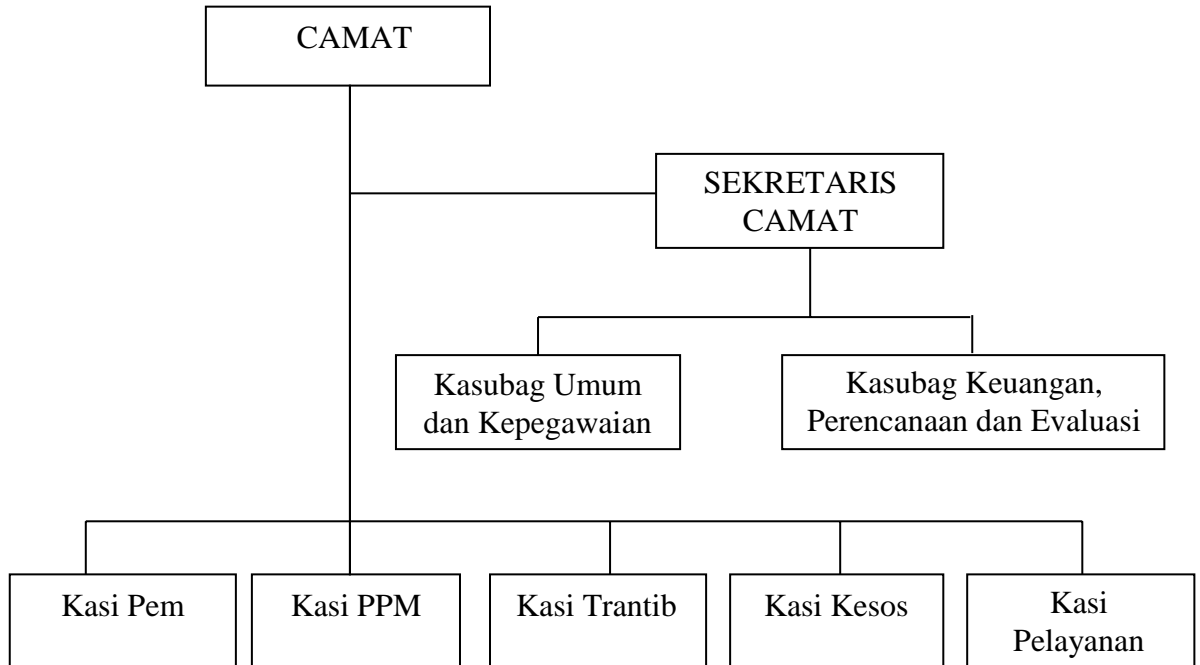 CAMAT
SEKRETARIS
CAMAT
Kasubag Umum
dan Kepegawaian
Kasubag Keuangan,
Perencanaan dan Evaluasi
Kasi Pem
Kasi PPM
Kasi Trantib
Kasi Kesos
Kasi
Pelayanan